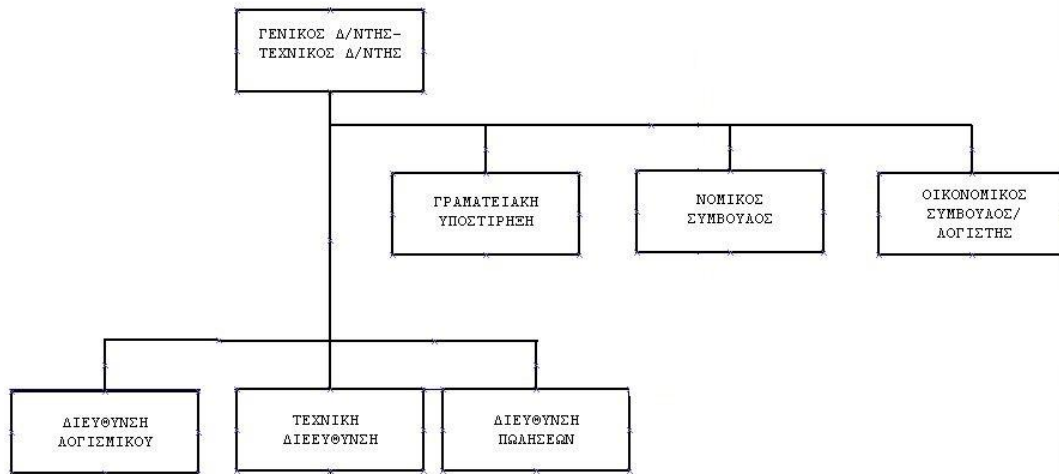 ΓΕΝΙΚΟΣ Δ/ΝΤΗΣ-
ΤΕΧΝΙΚΟΣ Δ/ΝΤΗΣ
ΓΡΑΜΑΤΕΙΑΚΗ
ΥΠΟΣΤΙΡΗΞΗ
ΝΟΜΙΚΟΣ
ΣΥΜΒΟΥΛΟΣ
ΟΙΚΟΝΟΜΙΚΟΣ
ΣΥΜΒΟΥΛΟΣ/
ΛΟΓΙΣΤΗΣ
ΔΙΕΥΘΥΝΣΗ
ΛΟΓΙΣΜΙΚΟΥ
ΤΕΧΝΙΚΗ
ΔΙΕΕΥΘΥΝΣΗ
ΔΙΕΥΘΥΝΣΗ
ΠΩΛΗΣΕΩΝ